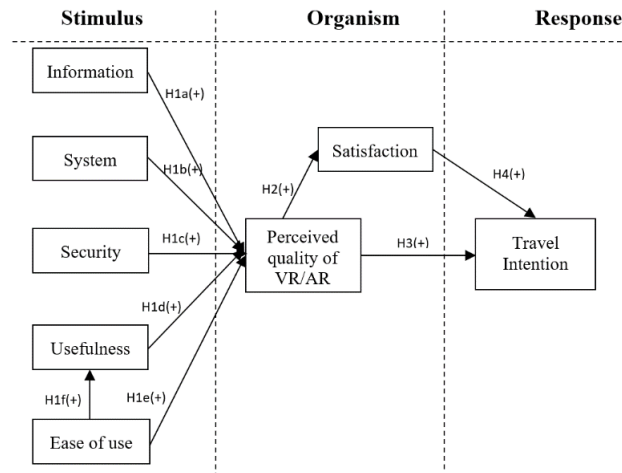 Stimulus
Organism
Response
Information
H1a(+)
System
H1b(+)
Satisfaction
H2(+)
H4(+)
Security
H1c(+)
Perceived
quality of
VR/AR
H3(+)
Travel
Intention
H1d(+)
Usefulness
H1f(+)
H1e(+)
Ease of use